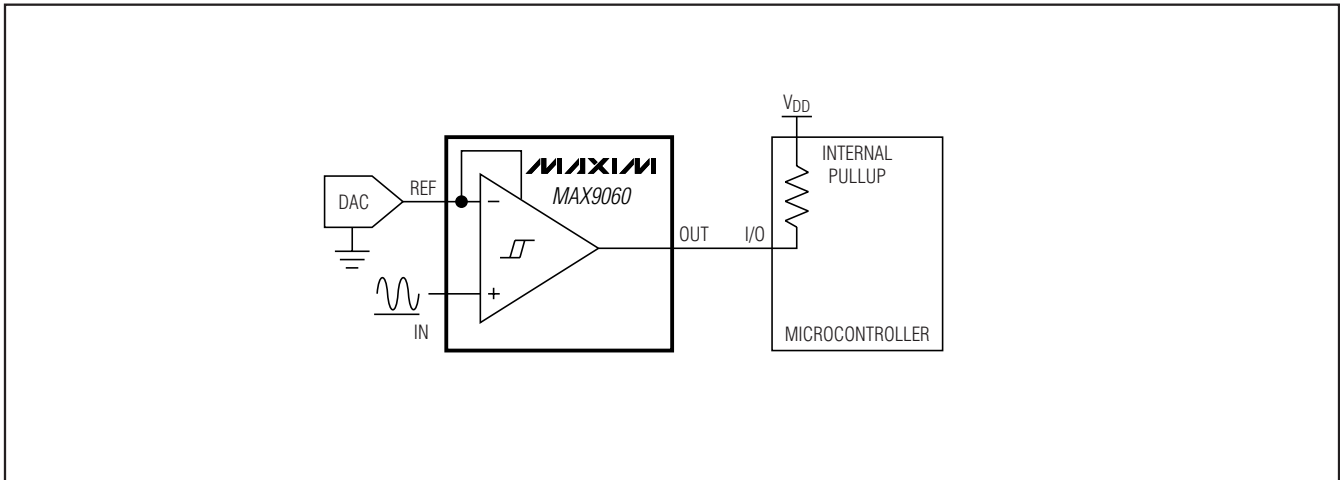 VDD
INTERNAL
PULLUP
MAXIM
MAX9060
DAC
REF
−
OUT
I/O
+
IN
MICROCONTROLLER